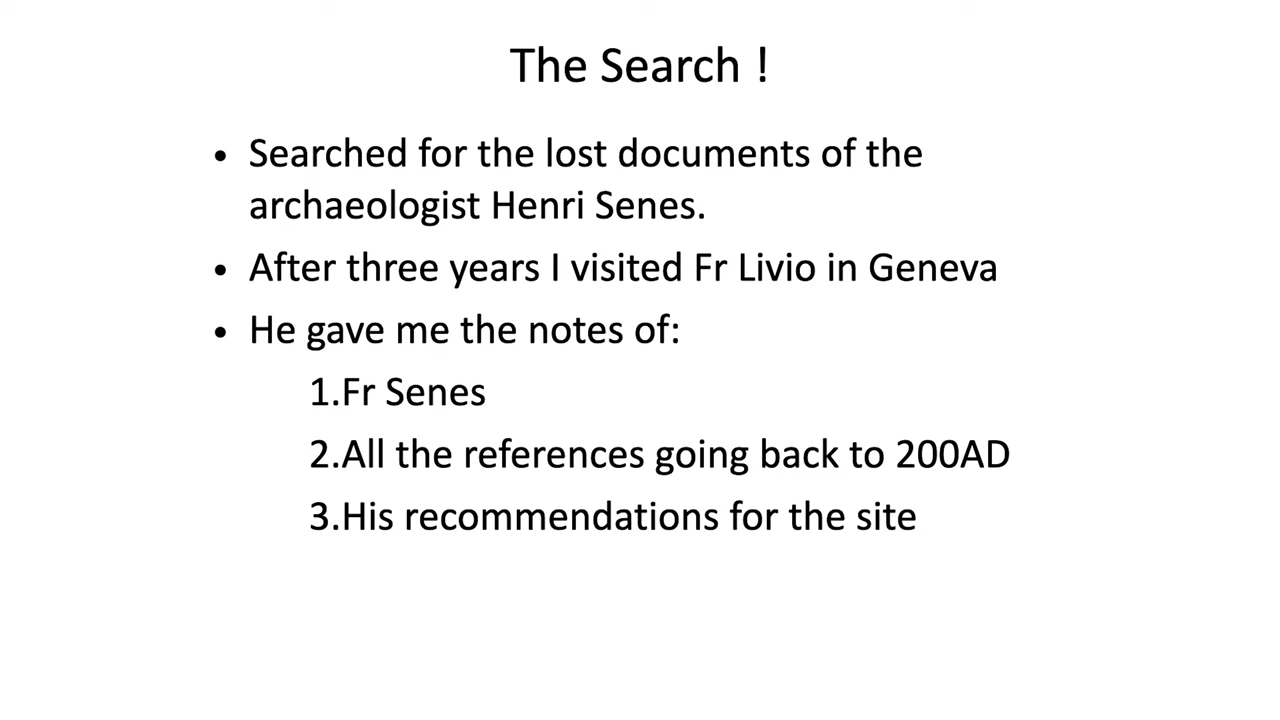 The Search !
• Searched for the lost documents of the
archaeologist Henri Senes.
• After three years I visited Fr Livio in Geneva
• He gave me the notes of:
1.Fr Senes
2.All the references going back to 200AD
3.His recommendations for the site